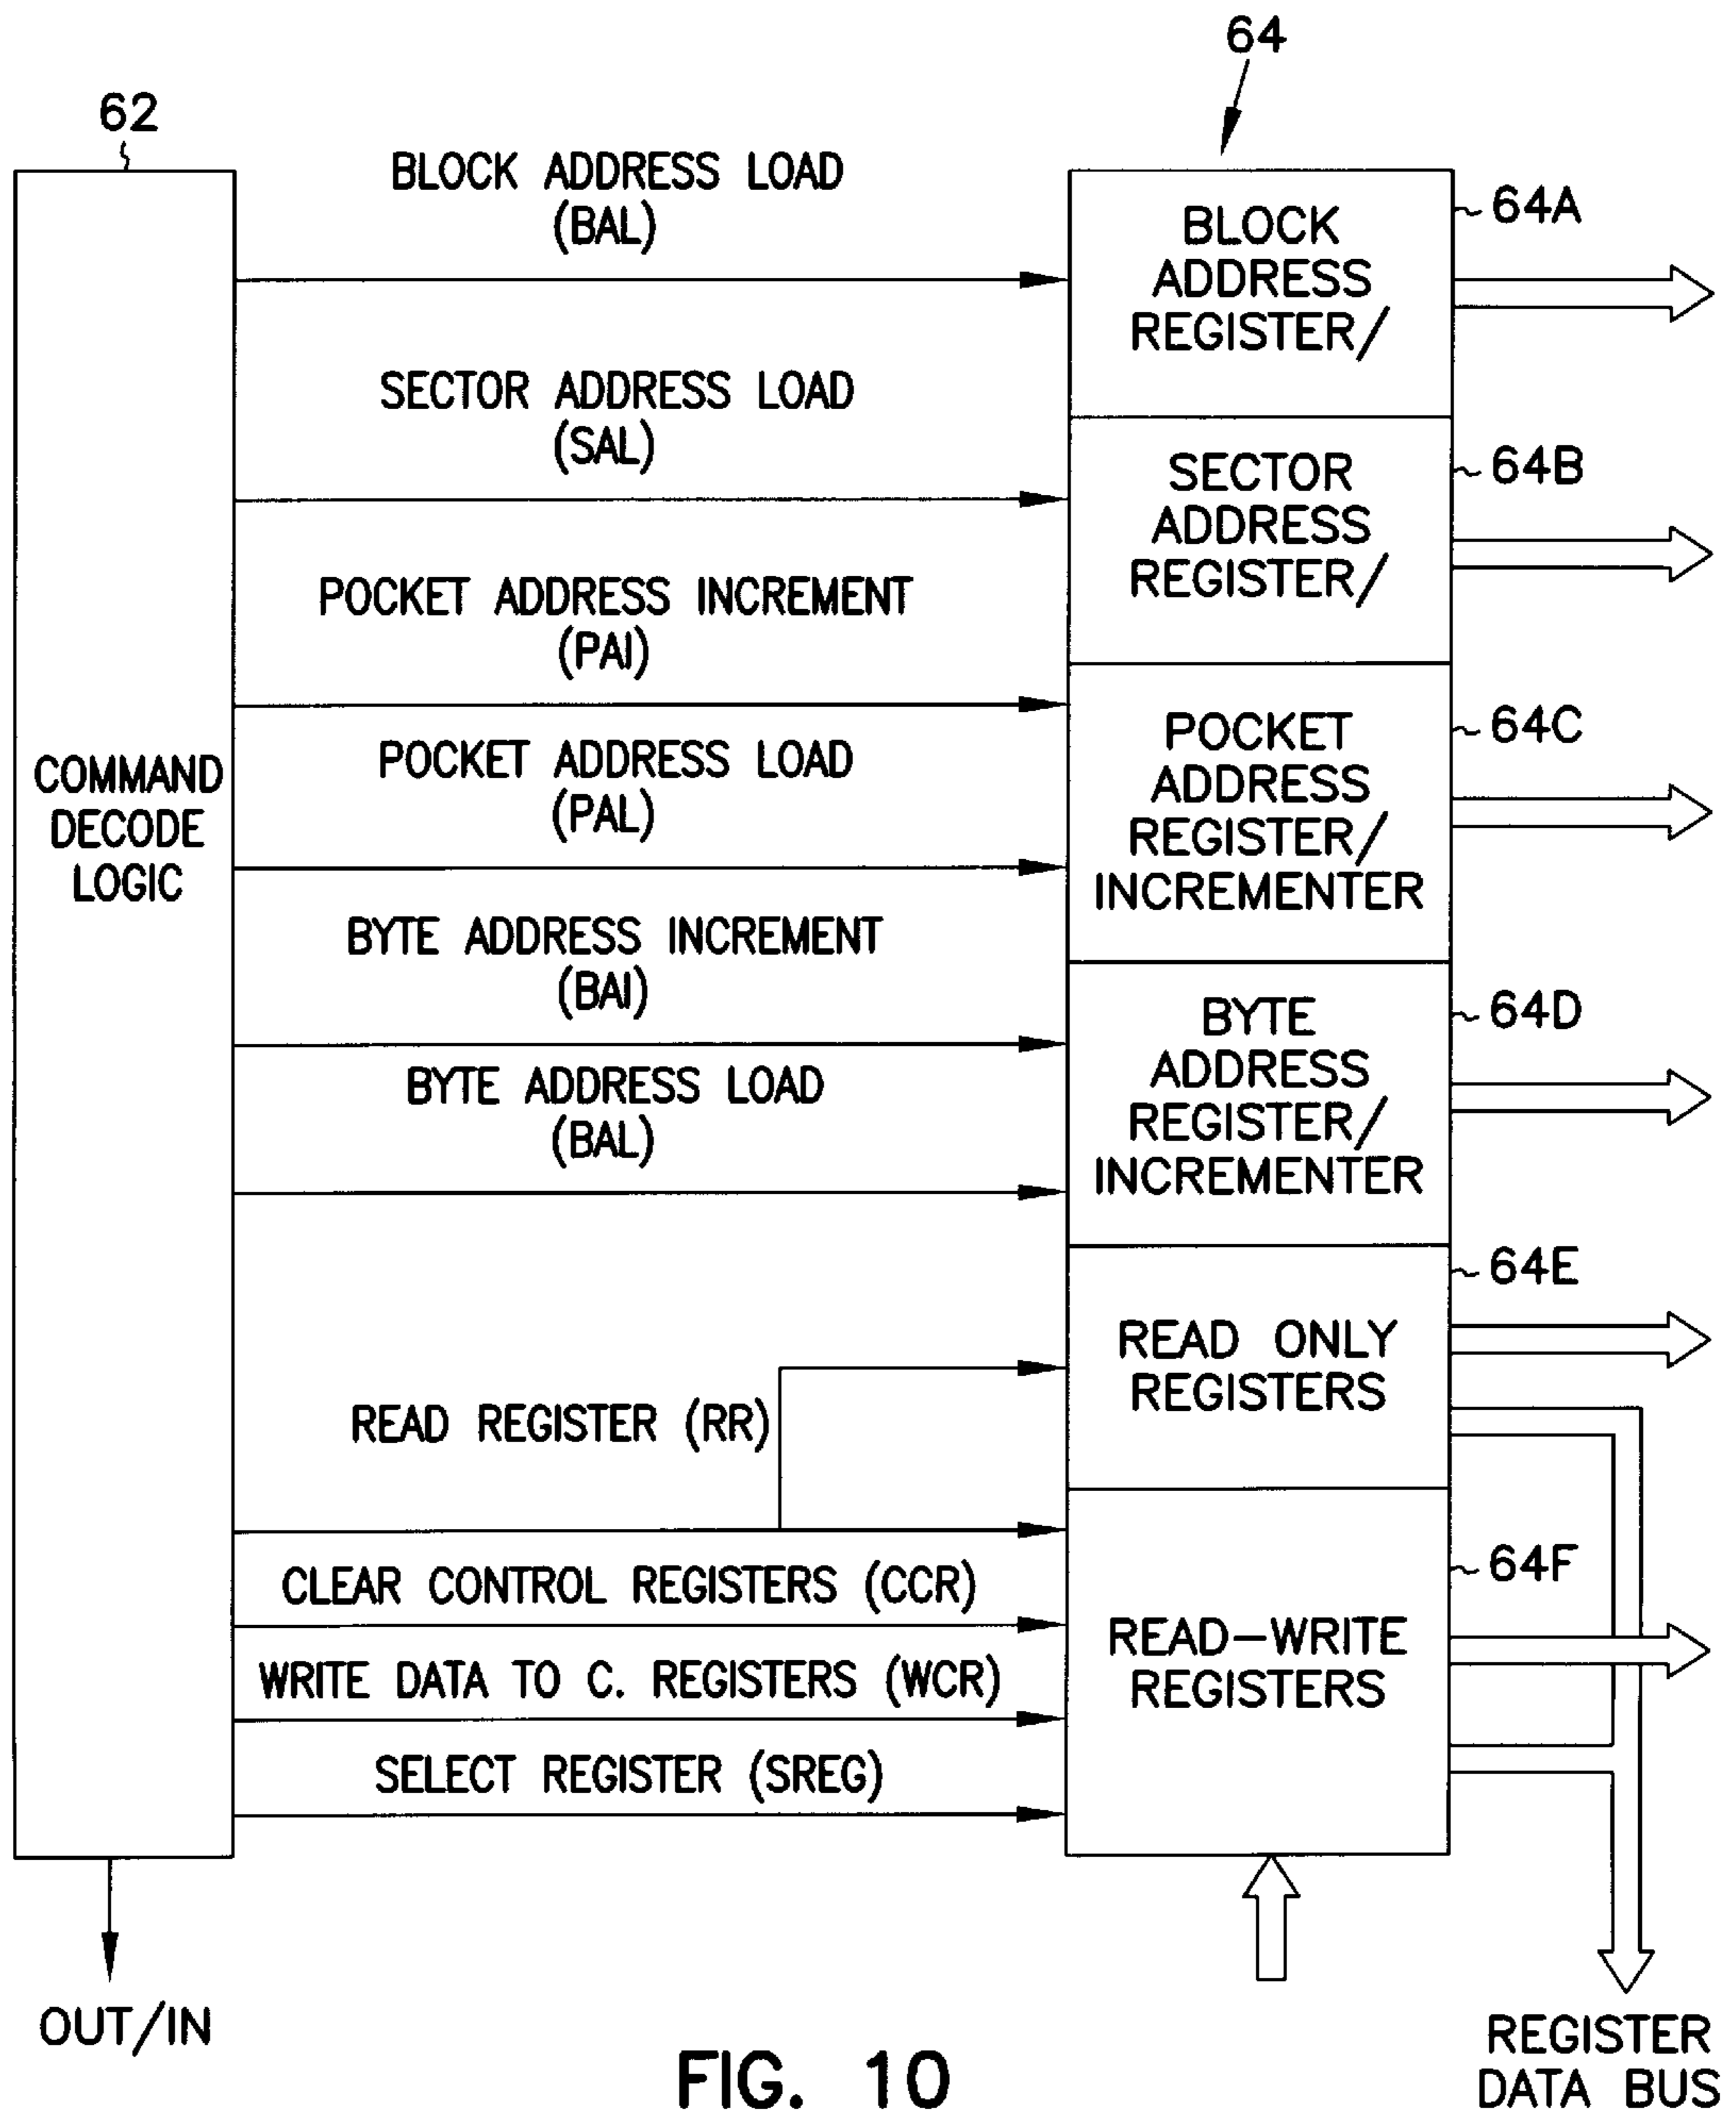 64
62
BLOCK ADDRESS LOAD
(BAL)
64A
BLOCK
ADDRESS
REGISTER/
SECTOR ADDRESS LOAD
(SAL)
64B
SECTOR
ADDRESS
REGISTER/
POCKET ADDRESS INCREMENT
(PAI)
64C
POCKET
ADDRESS
REGISTER/
INCREMENTER
COMMAND
DECODE
LOGIC
POCKET ADDRESS LOAD
(PAL)
BYTE ADDRESS INCREMENT
(BAI)
64D
BYTE
ADDRESS
REGISTER/
INCREMENTER
BYTE ADDRESS LOAD
(BAL)
64E
READ ONLY
REGISTERS
READ REGISTER (RR)
64F
CLEAR CONTROL REGISTERS (CCR)
READ-WRITE
REGISTERS
WRITE DATA TO C. REGISTERS (WCR)
SELECT REGISTER (SREG)
OUT/IN
REGISTER
DATA BUS
FIG. 10